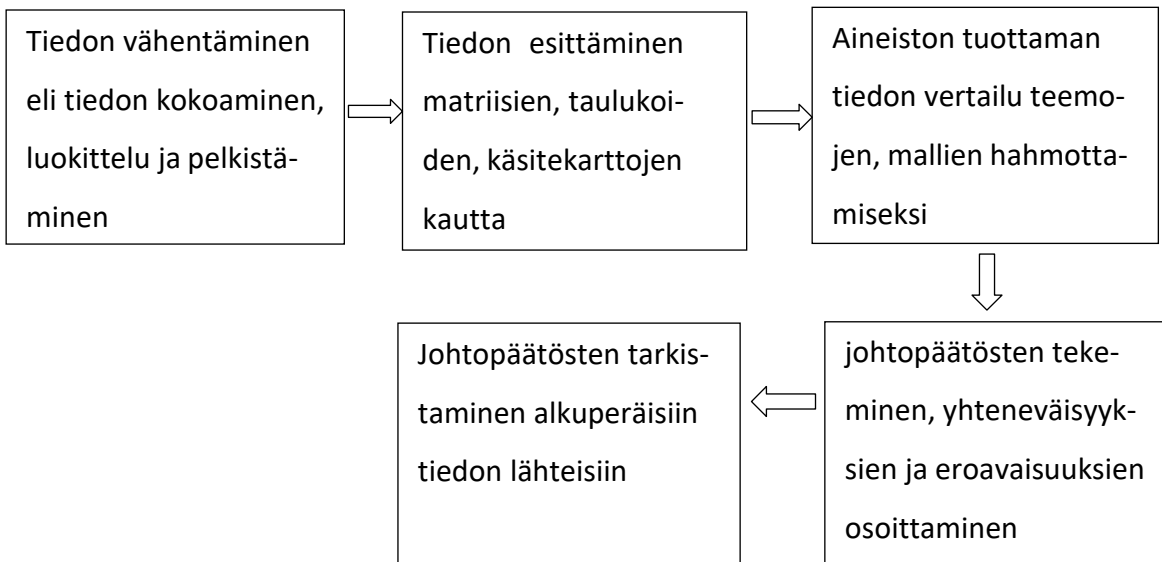 Tiedon vähentäminen
eli tiedon kokoaminen,
luokittelu ja pelkistä-
minen
Tiedon esittäminen
matriisien, taulukoi-
den, käsitekarttojen
kautta
Aineiston tuottaman
tiedon vertailu teemo-
jen, mallien hahmotta-
miseksi
johtopäätösten teke-
minen, yhteneväisyyk-
sien ja eroavaisuuksien
osoittaminen
Johtopäätösten tarkis-
taminen alkuperäisiin
tiedon lähteisiin